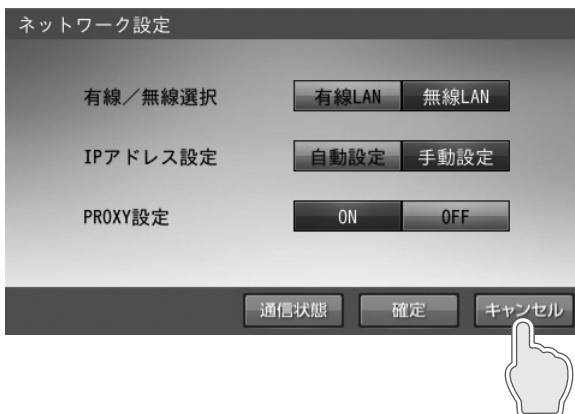 ネットワーク設定
有線／無線選択 有線LAN 無線LAN
IPアドレス設定 自動設定 手動設定
PROXY設定 ON OFF
通信状態 確定 キャンセル